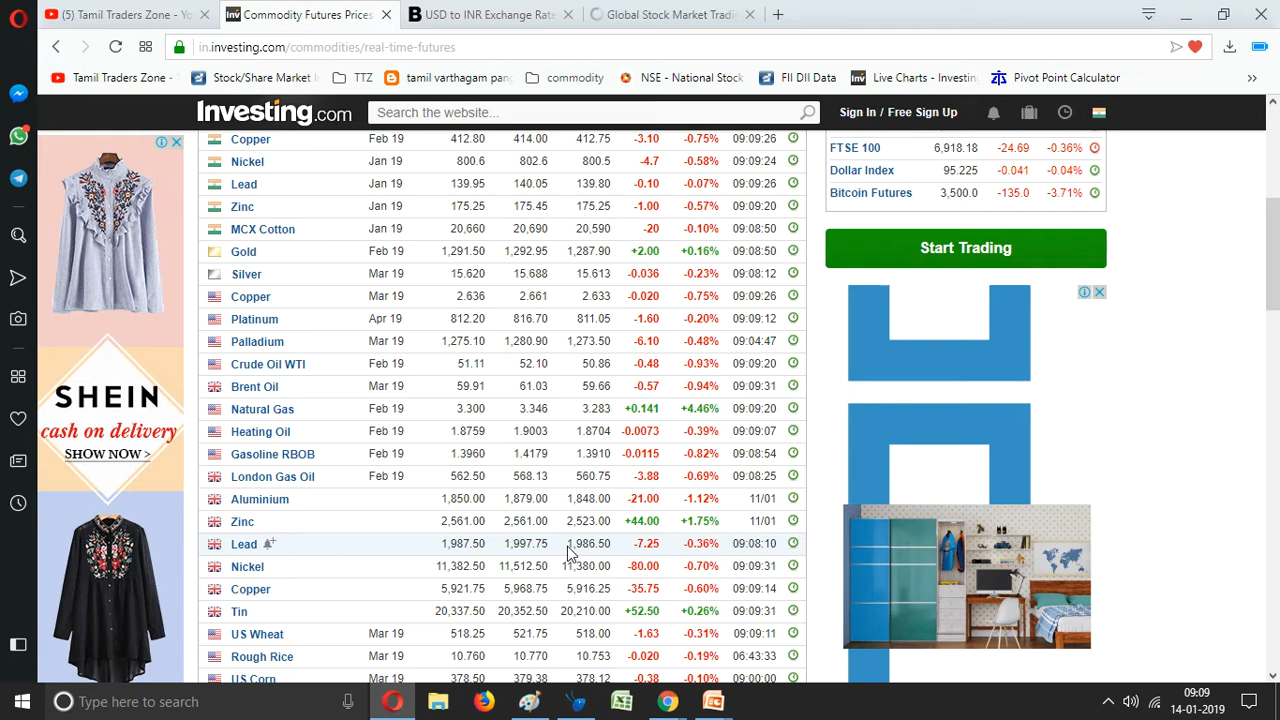 (5) Tamil Traders Zone - Yo
Inv Commodity Futures Prices
B USD to INR Exchange Rate
Global Stock Market Tradin
in.investing.com/commodities/real-time-futures
Tamil Traders Zone -
Stock/Share Market I
TTZ
tamil varthagam pan
commodity
NSE - National Stock
FII DII Data
Inv Live Charts - Investin
Pivot Point Calculator
»
Investing.com
Search the website...
Sign In / Free Sign Up
Copper Feb 19 412.80 414.00 412.75 -3.10 -0.75% 09:09:26
Nickel Jan 19 800.6 802.6 800.5 -4.7 -0.58% 09:09:24
Lead Jan 19 139.95 140.05 139.80 -0.10 -0.07% 09:09:26
Zinc Jan 19 175.25 175.45 175.25 -1.00 -0.57% 09:09:20
MCX Cotton Jan 19 20,660 20,690 20,590 -20 -0.10% 09:08:50
Gold Feb 19 1,291.50 1,292.95 1,287.90 +2.00 +0.16% 09:08:50
Silver Mar 19 15.620 15.688 15.613 -0.036 -0.23% 09:08:12
Copper Mar 19 2.636 2.661 2.633 -0.020 -0.75% 09:09:26
Platinum Apr 19 812.20 816.70 811.05 -1.60 -0.20% 09:09:12
Palladium Mar 19 1,275.10 1,280.90 1,273.50 -6.10 -0.48% 09:04:47
Crude Oil WTI Feb 19 51.11 52.10 50.86 -0.48 -0.93% 09:09:20
Brent Oil Mar 19 59.91 61.03 59.66 -0.57 -0.94% 09:09:31
Natural Gas Feb 19 3.300 3.346 3.283 +0.141 +4.46% 09:09:20
Heating Oil Feb 19 1.8759 1.9003 1.8704 -0.0073 -0.39% 09:09:07
Gasoline RBOB Feb 19 1.3960 1.4179 1.3910 -0.0115 -0.82% 09:08:54
London Gas Oil Feb 19 562.50 568.13 560.75 -3.88 -0.69% 09:08:25
Aluminium 1,850.00 1,879.00 1,848.00 -21.00 -1.12% 11/01
Zinc 2,561.00 2,561.00 2,523.00 +44.00 +1.75% 11/01
Lead 1,987.50 1,997.75 1,986.50 -7.25 -0.36% 09:08:10
Nickel 11,382.50 11,512.50 11,380.00 -80.00 -0.70% 09:09:31
Copper 5,921.75 5,968.75 5,916.25 -35.75 -0.60% 09:09:14
Tin 20,337.50 20,352.50 20,210.00 +52.50 +0.26% 09:09:31
US Wheat Mar 19 518.25 521.75 518.00 -1.63 -0.31% 09:09:11
Rough Rice Mar 19 10.760 10.770 10.753 -0.020 -0.19% 06:43:33
US Corn Mar 19 378.50 379.38 378.12 -0.38 -0.10% 09:09:00
FTSE 100 6,918.18 -24.69 -0.36%
Dollar Index 95.225 -0.041 -0.04%
Bitcoin Futures 3,500.0 -135.0 -3.71%
Start Trading
SHEIN
cash on delivery
SHOW NOW >
Type here to search
09:09
14-01-2019